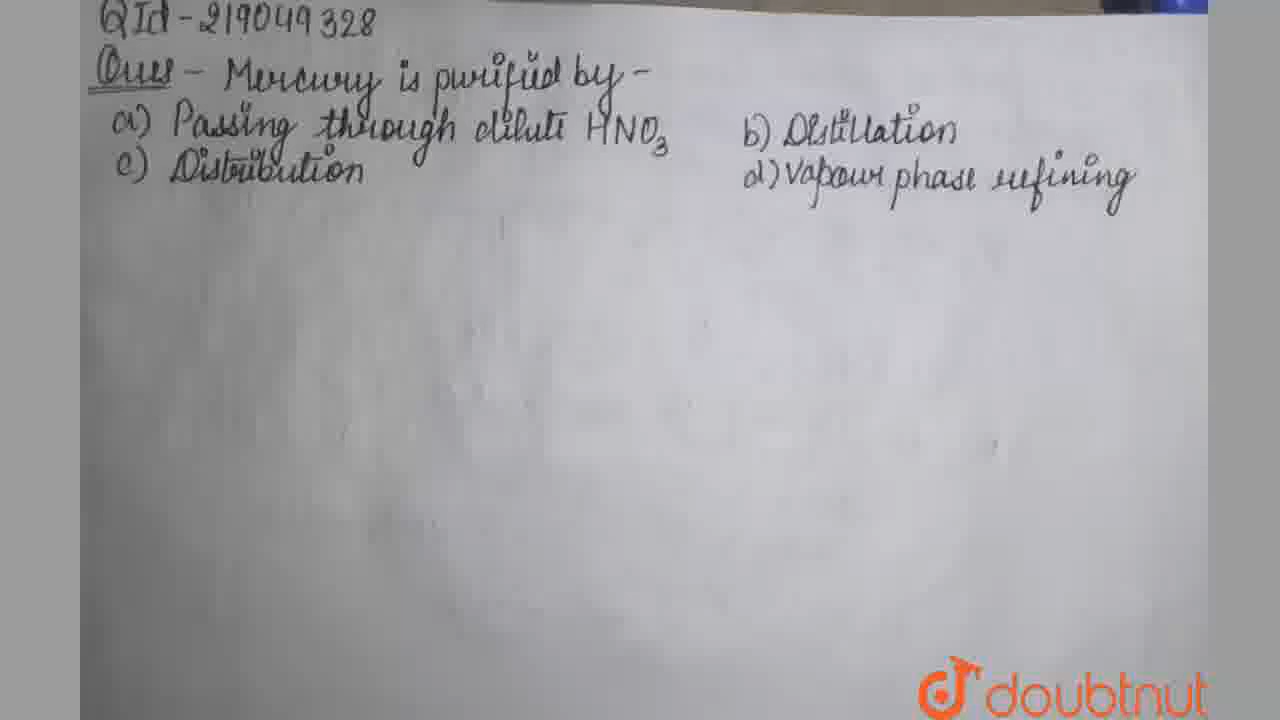 QId - 219049328
Ques - Mercury is purified by -
a) Passing through dilute HNO3 b) Distillation
c) Distribution d) Vapour phase refining
doubtnut